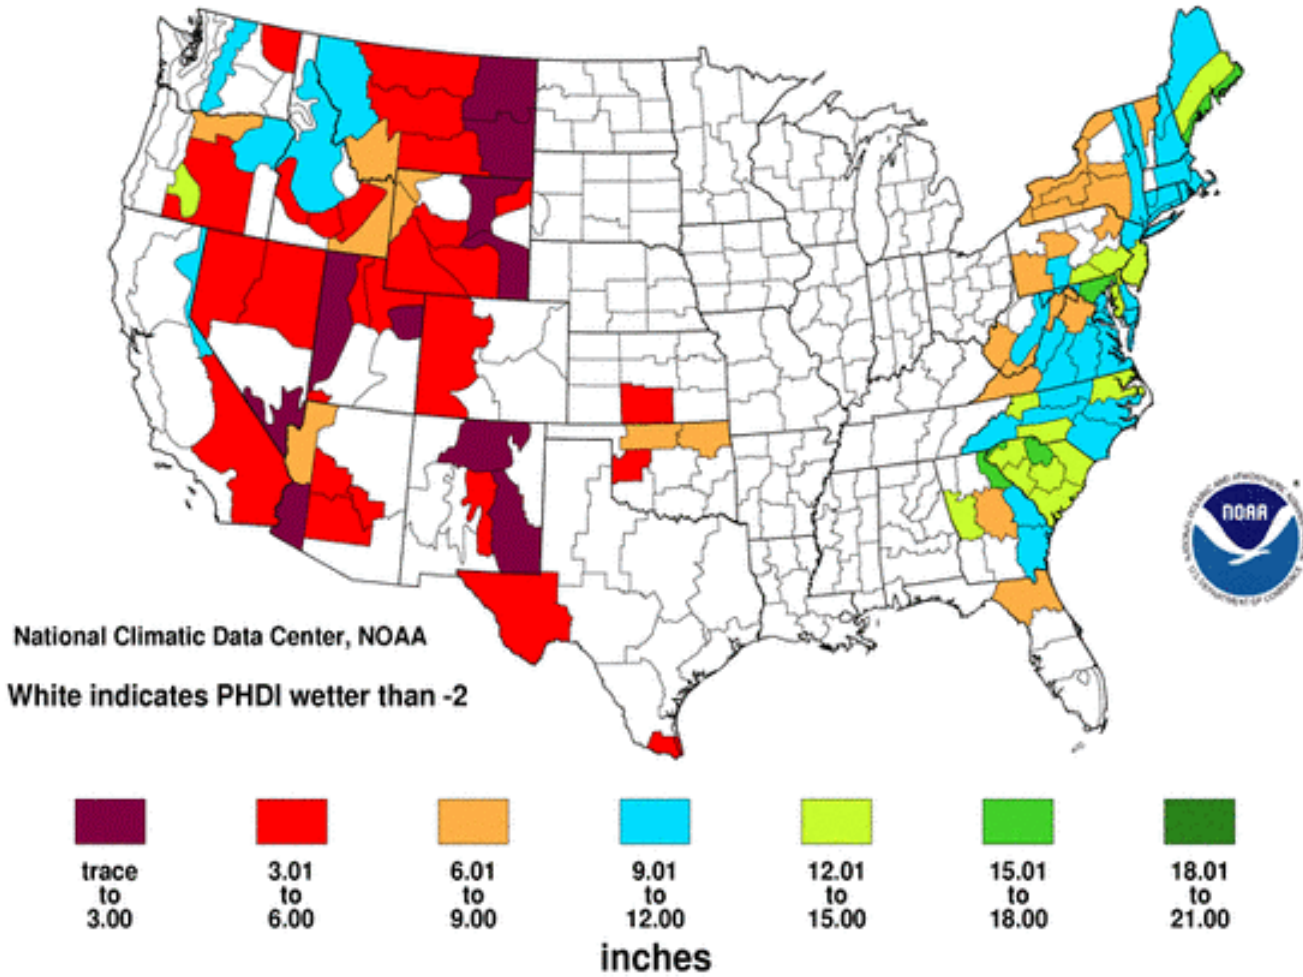 NOAA
National Climatic Data Center, NOAA
White indicates PHDI wetter than -2
trace to 3.00
3.01 to 6.00
6.01 to 9.00
9.01 to 12.00
12.01 to 15.00
15.01 to 18.00
18.01 to 21.00
inches